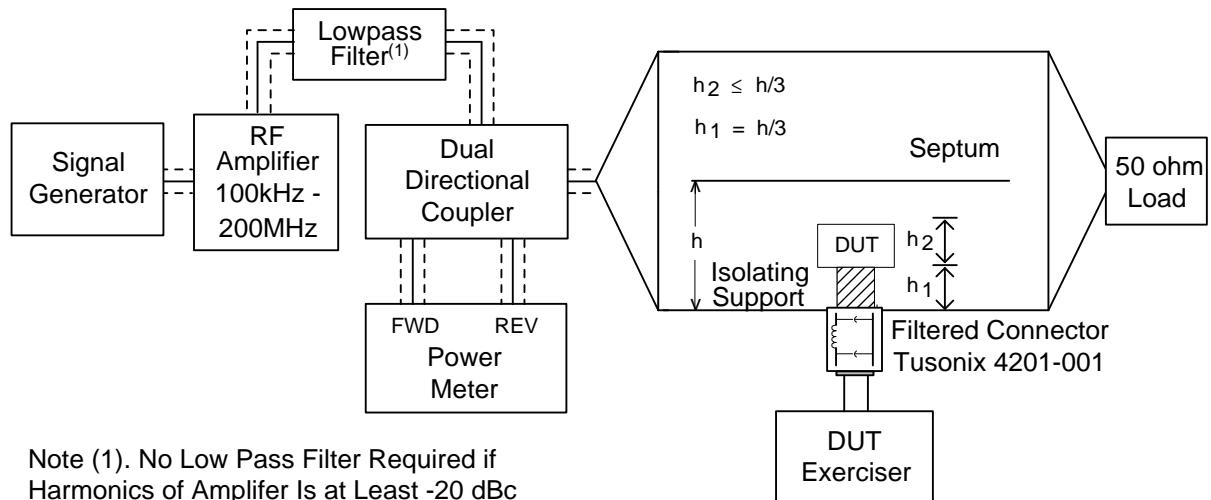 Lowpass
Filter(1)
Signal
Generator
RF
Amplifier
100kHz -
200MHz
Dual
Directional
Coupler
FWD REV
Power
Meter
h2 ≤ h/3
h1 = h/3
Septum
h
DUT
h2
h1
Isolating
Support
50 ohm
Load
Filtered Connector
Tusonix 4201-001
DUT
Exerciser
Note (1). No Low Pass Filter Required if
Harmonics of Amplifer Is at Least -20 dBc